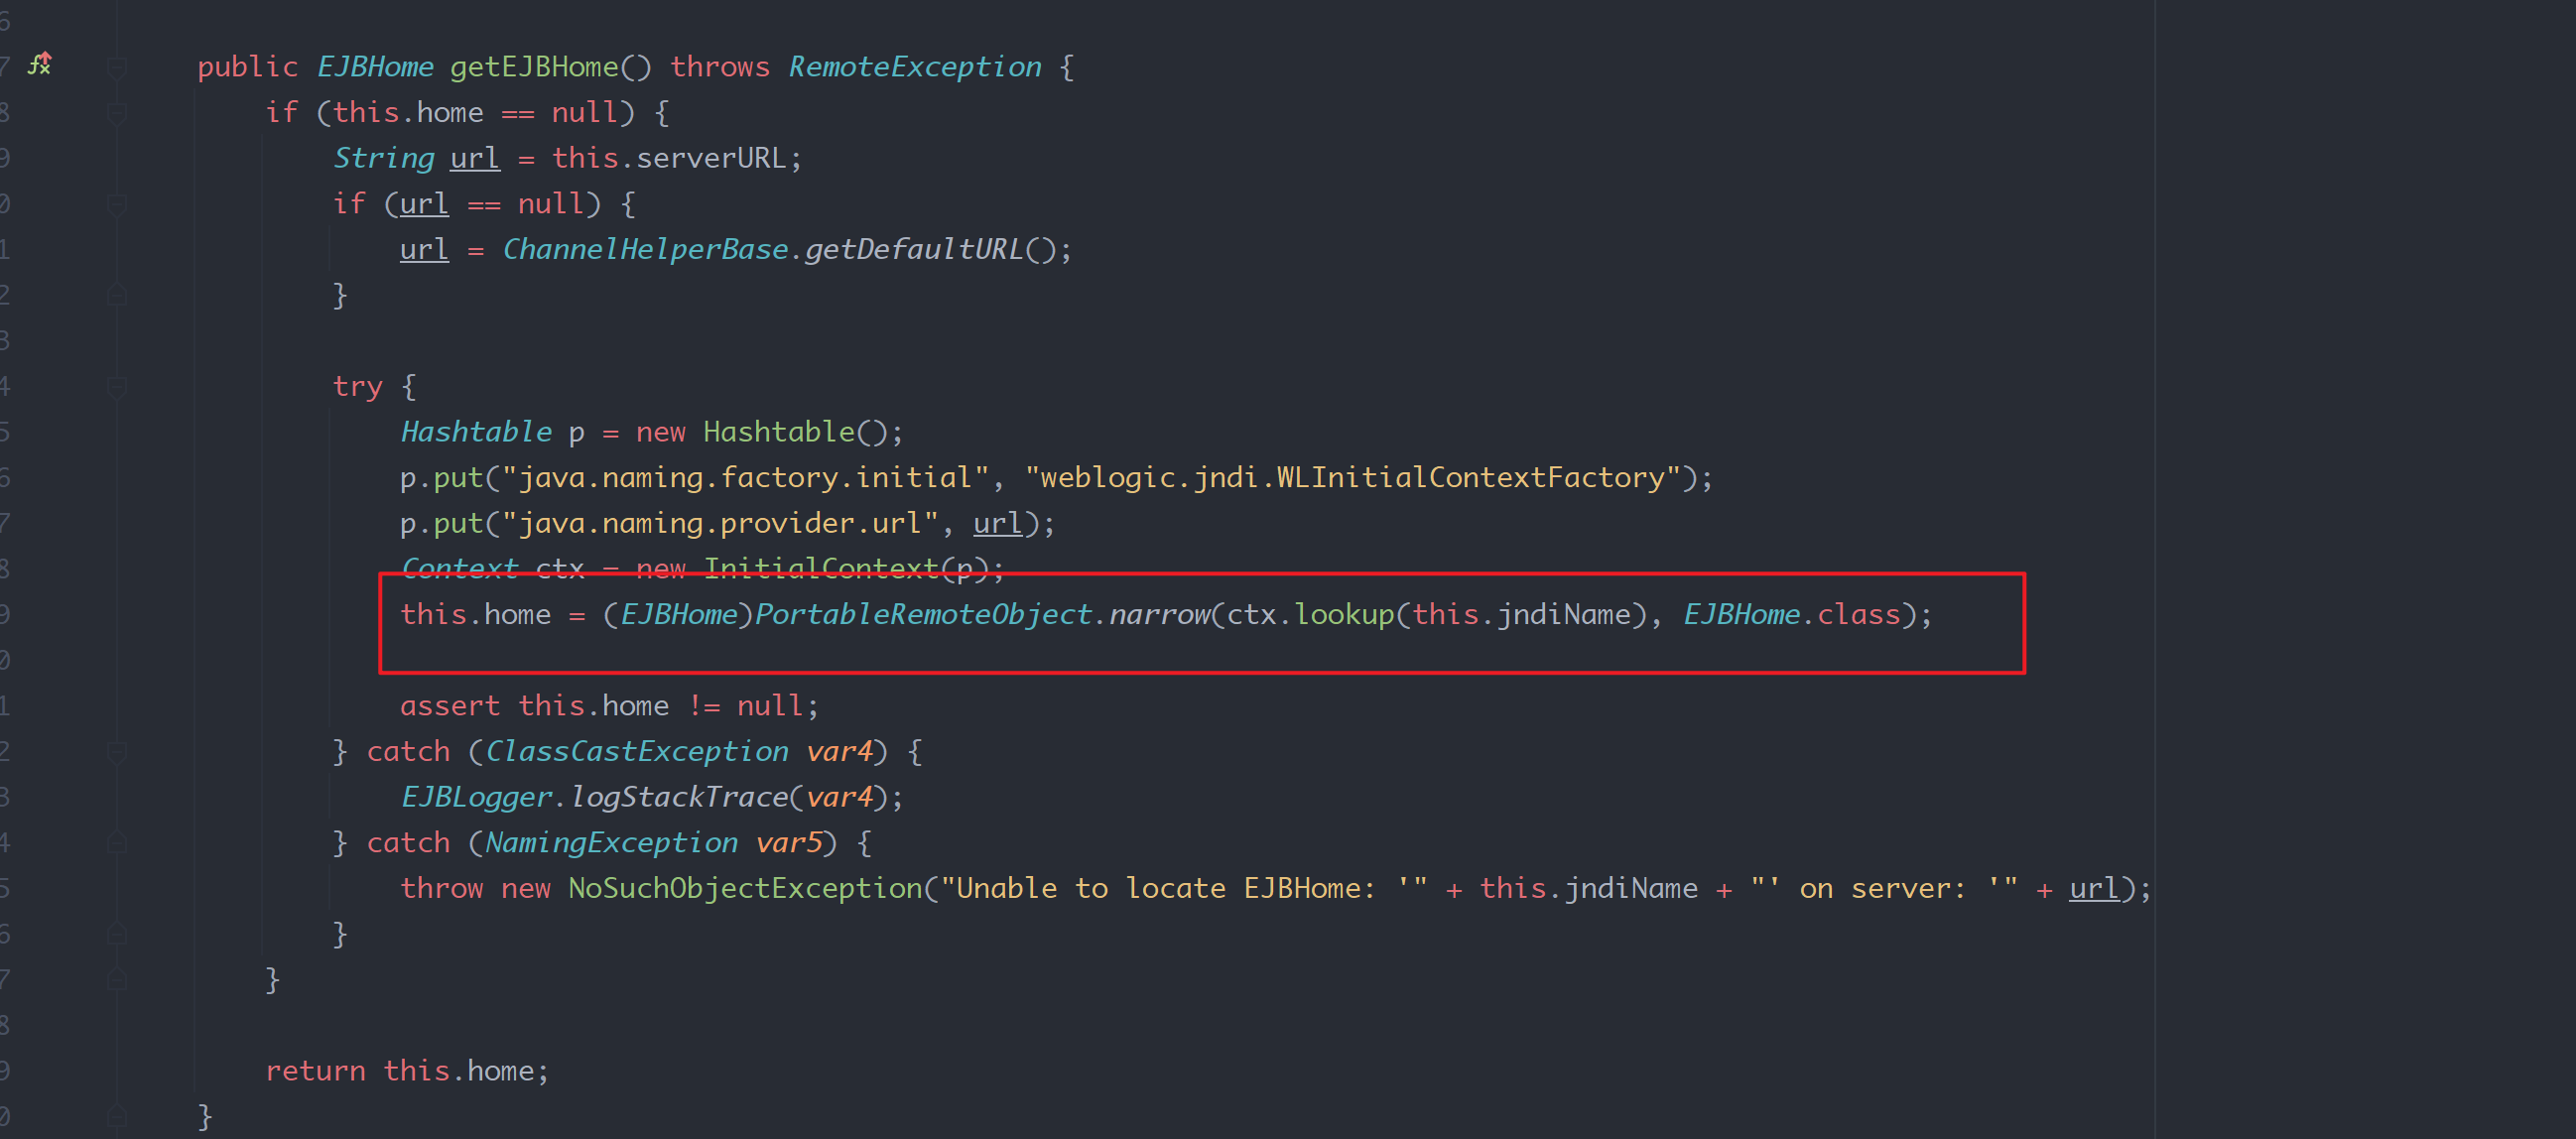 6
7 public EJBHome getEJBHome() throws RemoteException {
8 if (this.home == null) {
9 String url = this.serverURL;
0 if (url == null) {
1 url = ChannelHelperBase.getDefaultURL();
2 }
3
4 try {
5 Hashtable p = new Hashtable();
6 p.put("java.naming.factory.initial", "weblogic.jndi.WLInitialContextFactory");
7 p.put("java.naming.provider.url", url);
8 Context ctx = new InitialContext(p);
9 this.home = (EJBHome)PortableRemoteObject.narrow(ctx.lookup(this.jndiName), EJBHome.class);
0
1 assert this.home != null;
2 } catch (ClassCastException var4) {
3 EJBLogger.logStackTrace(var4);
4 } catch (NamingException var5) {
5 throw new NoSuchObjectException("Unable to locate EJBHome: '" + this.jndiName + "' on server: '" + url);
6 }
7 }
8
9 return this.home;
0 }